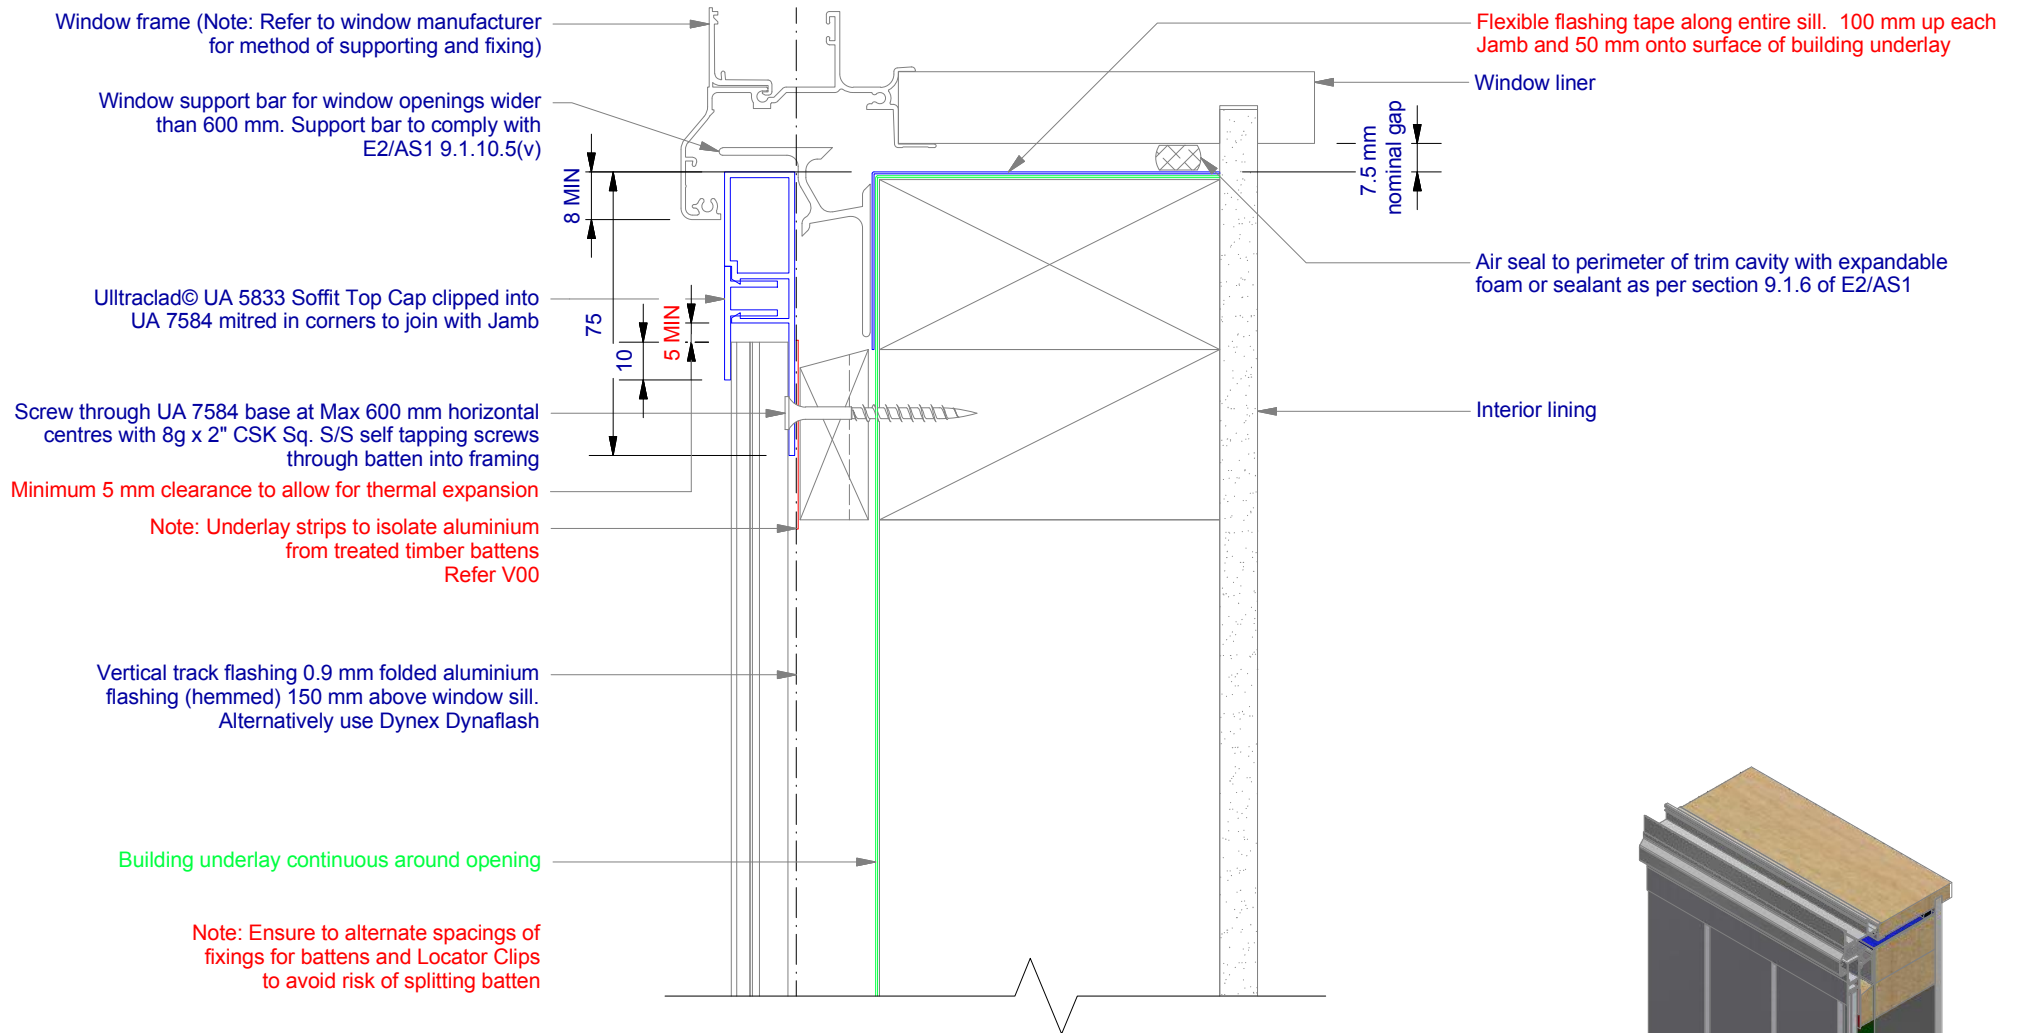 Window frame (Note: Refer to window manufacturer
for method of supporting and fixing)
Window support bar for window openings wider
than 600 mm. Support bar to comply with
E2/AS1 9.1.10.5(v)
8 MIN
75
10
5 MIN
Ulltraclad© UA 5833 Soffit Top Cap clipped into
UA 7584 mitred in corners to join with Jamb
Screw through UA 7584 base at Max 600 mm horizontal
centres with 8g x 2" CSK Sq. S/S self tapping screws
through batten into framing
Minimum 5 mm clearance to allow for thermal expansion
Note: Underlay strips to isolate aluminium
from treated timber battens
Refer V00
Vertical track flashing 0.9 mm folded aluminium
flashing (hemmed) 150 mm above window sill.
Alternatively use Dynex Dynaflash
Building underlay continuous around opening
Note: Ensure to alternate spacings of
fixings for battens and Locator Clips
to avoid risk of splitting batten
Flexible flashing tape along entire sill. 100 mm up each
Jamb and 50 mm onto surface of building underlay
Window liner
7.5 mm
nominal gap
Air seal to perimeter of trim cavity with expandable
foam or sealant as per section 9.1.6 of E2/AS1
Interior lining